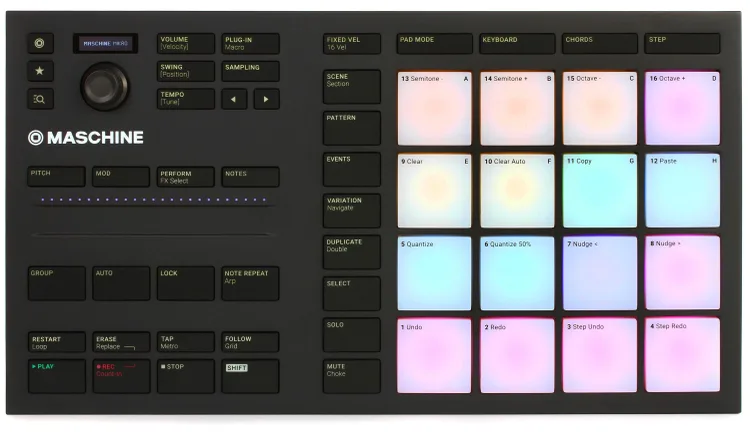 MASCHINE MKRO
VOLUME
[Velocity]
PLUG-IN
Macro
SWING
[Position]
SAMPLING
TEMPO
[Tune]
MASCHINE
PITCH
MOD
PERFORM
FX Select
NOTES
GROUP
AUTO
LOCK
NOTE REPEAT
Arp
RESTART
Loop
ERASE
Replace
TAP
Metro
FOLLOW
Grid
PLAY
REC
Count-In
STOP
SHIFT
FIXED VEL
16 Vel
SCENE
Section
PATTERN
EVENTS
VARIATION
Navigate
DUPLICATE
Double
SELECT
SOLO
MUTE
Choke
PAD MODE
KEYBOARD
CHORDS
STEP
13 Semitone - A
14 Semitone + B
15 Octave - C
16 Octave + D
9 Clear E
10 Clear Auto F
11 Copy G
12 Paste H
5 Quantize
6 Quantize 50%
7 Nudge <
8 Nudge >
1 Undo
2 Redo
3 Step Undo
4 Step Redo